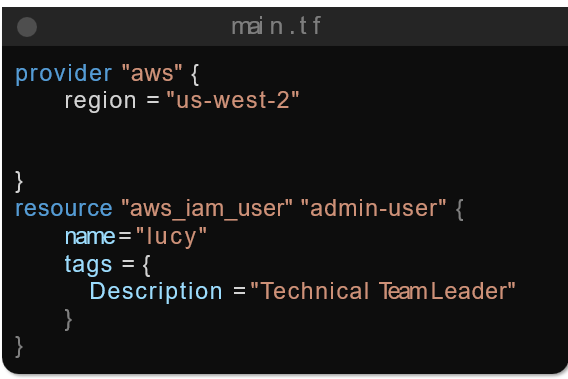 main.tf
provider "aws" {
region = "us-west-2"
}
resource "aws_iam_user" "admin-user" {
name="lucy"
tags = {
Description ="Technical TeamLeader"
}
}